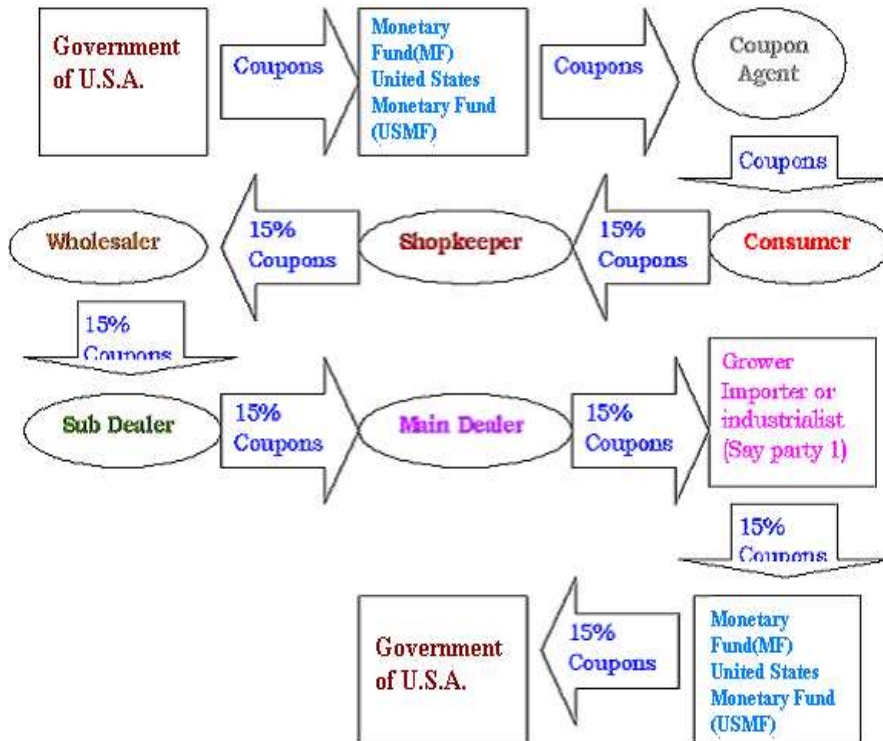 Government
of U.S.A.
Coupons
Monetary
Fund(MF)
United States
Monetary Fund
(USMF)
Coupons
Coupon
Agent
Coupons
Consumer
15%
Coupons
Shopkeeper
15%
Coupons
Wholesaler
15%
Coupons
Sub Dealer
15%
Coupons
Main Dealer
15%
Coupons
Grower
Importer or
industrialist
(Say party 1)
15%
Coupons
Monetary
Fund(MF)
United States
Monetary Fund
(USMF)
15%
Coupons
Government
of U.S.A.